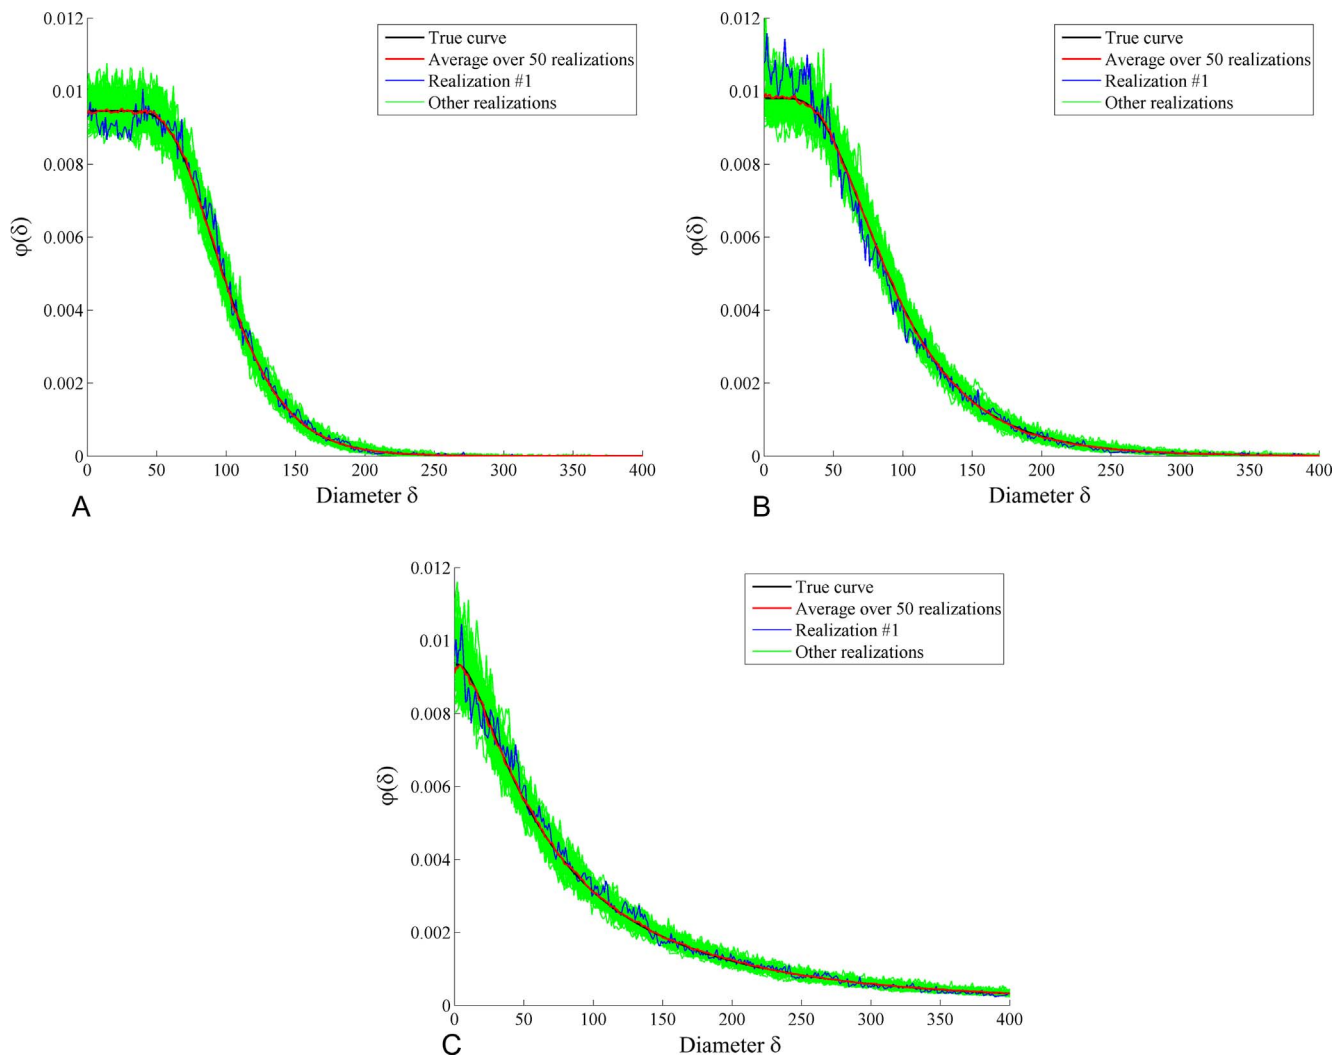 0.012
0.01
0.008
0.006
0.004
0.002
0
φ(δ)
True curve
Average over 50 realizations
Realization #1
Other realizations
0 50 100 150 200 250 300 350 400
Diameter δ
A
0.012
0.01
0.008
0.006
0.004
0.002
0
φ(δ)
True curve
Average over 50 realizations
Realization #1
Other realizations
0 50 100 150 200 250 300 350 400
Diameter δ
B
0.012
0.01
0.008
0.006
0.004
0.002
0
φ(δ)
True curve
Average over 50 realizations
Realization #1
Other realizations
0 50 100 150 200 250 300 350 400
Diameter δ
C